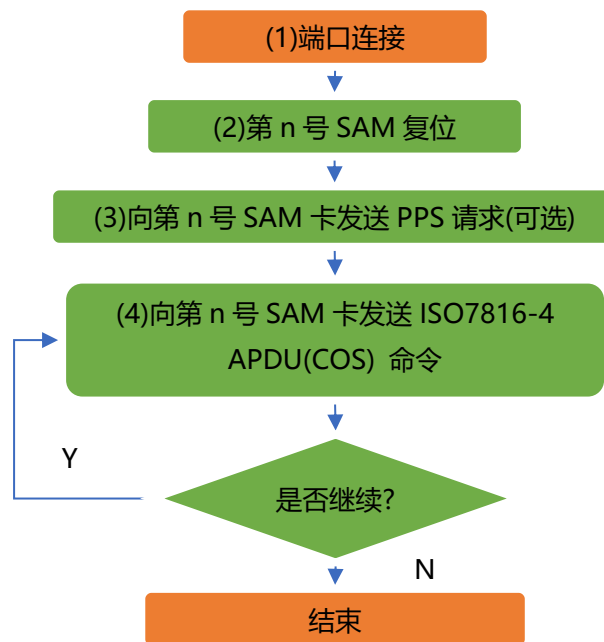 (1)端口连接
(2)第 n 号 SAM 复位
(3)向第 n 号 SAM 卡发送 PPS 请求(可选)
(4)向第 n 号 SAM 卡发送 ISO7816-4
APDU(COS) 命令
Y
是否继续?
N
结束